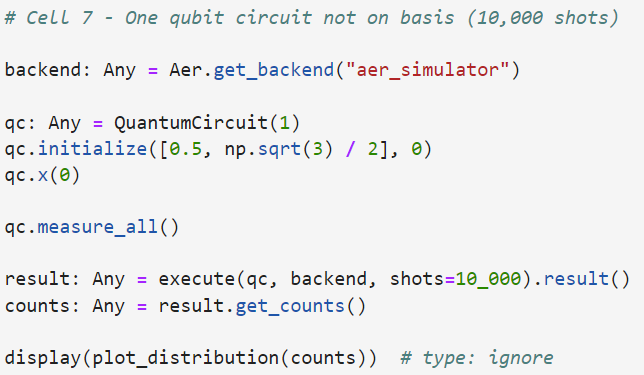 # Cell 7 - One qubit circuit not on basis (10,000 shots)
backend: Any = Aer.get_backend("aer_simulator")
qc: Any = QuantumCircuit(1)
qc.initialize([0.5, np.sqrt(3) / 2], 0)
qc.x(0)
qc.measure_all()
result: Any = execute(qc, backend, shots=10_000).result()
counts: Any = result.get_counts()
display(plot_distribution(counts))  # type: ignore